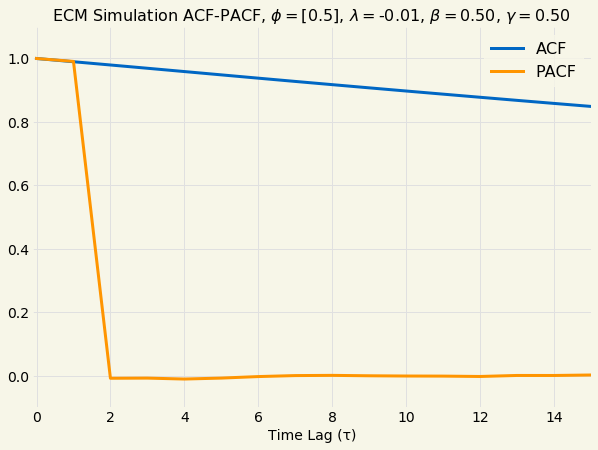 ECM Simulation ACF-PACF, ϕ = [0.5], λ = -0.01, β = 0.50, γ = 0.50
ACF
PACF
1.0
0.8
0.6
0.4
0.2
0.0
0 2 4 6 8 10 12 14
Time Lag (τ)